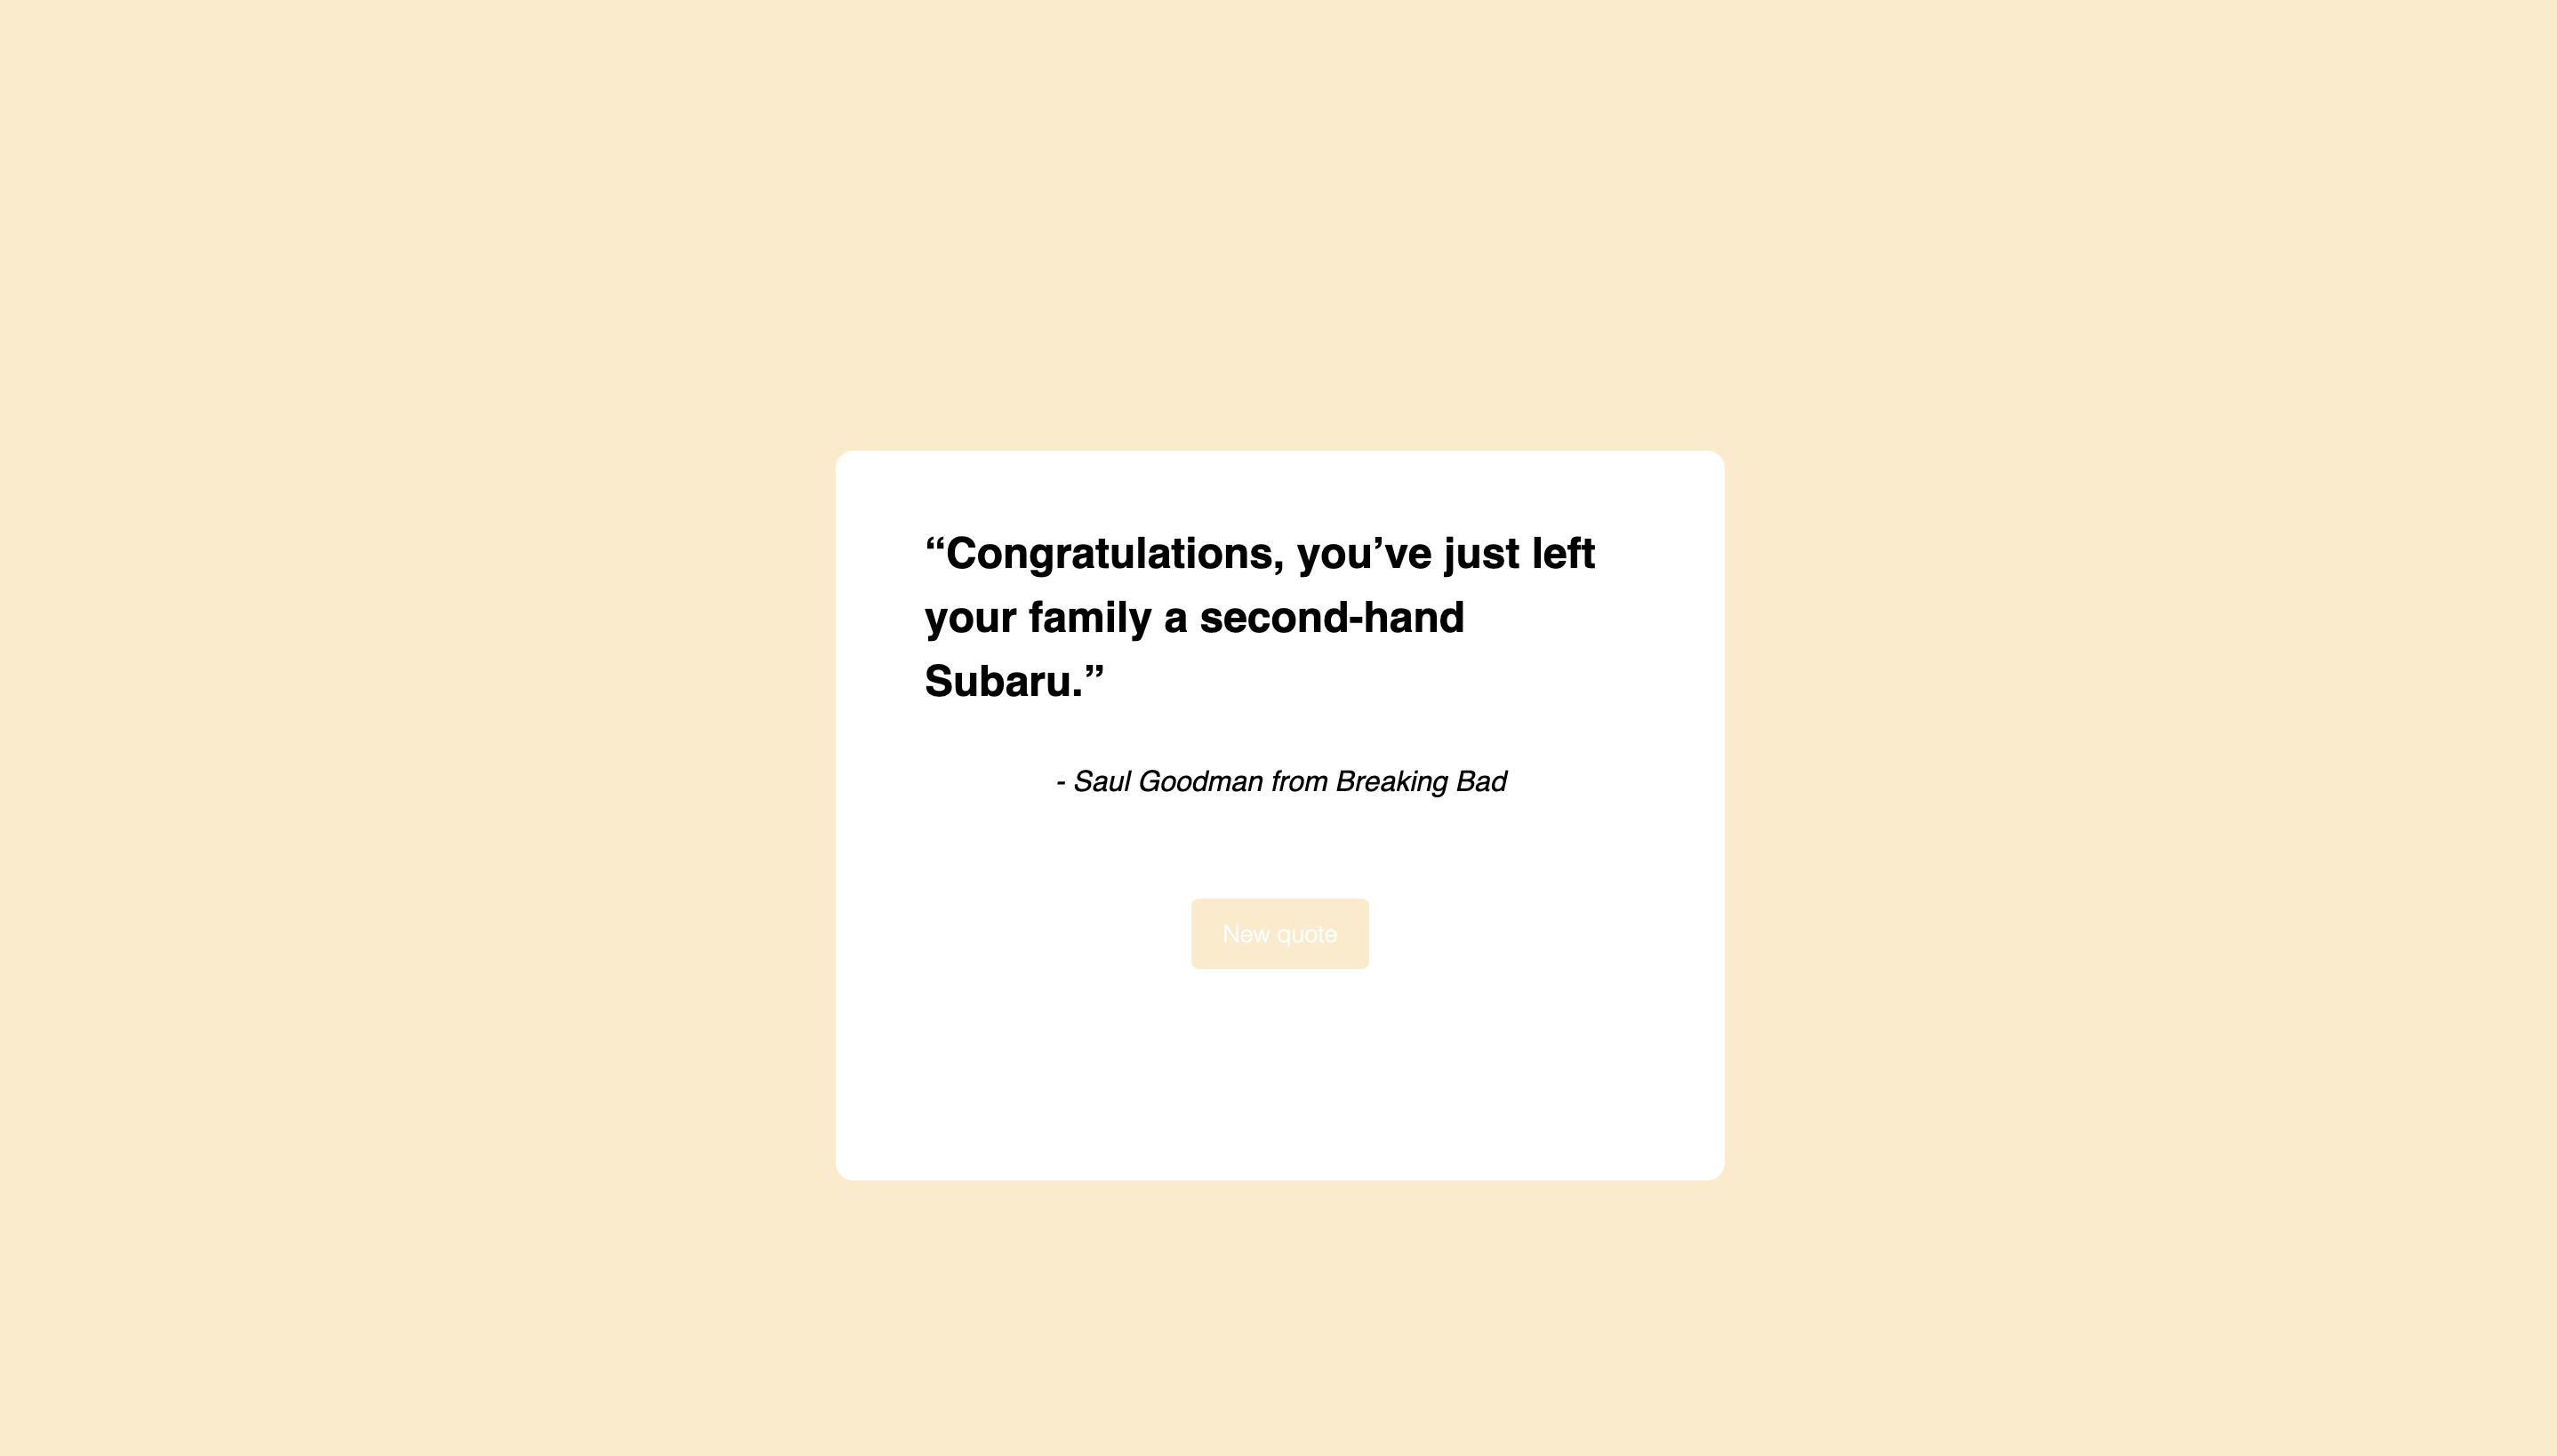 “Congratulations, you’ve just left
your family a second-hand
Subaru.”
- Saul Goodman from Breaking Bad
New quote